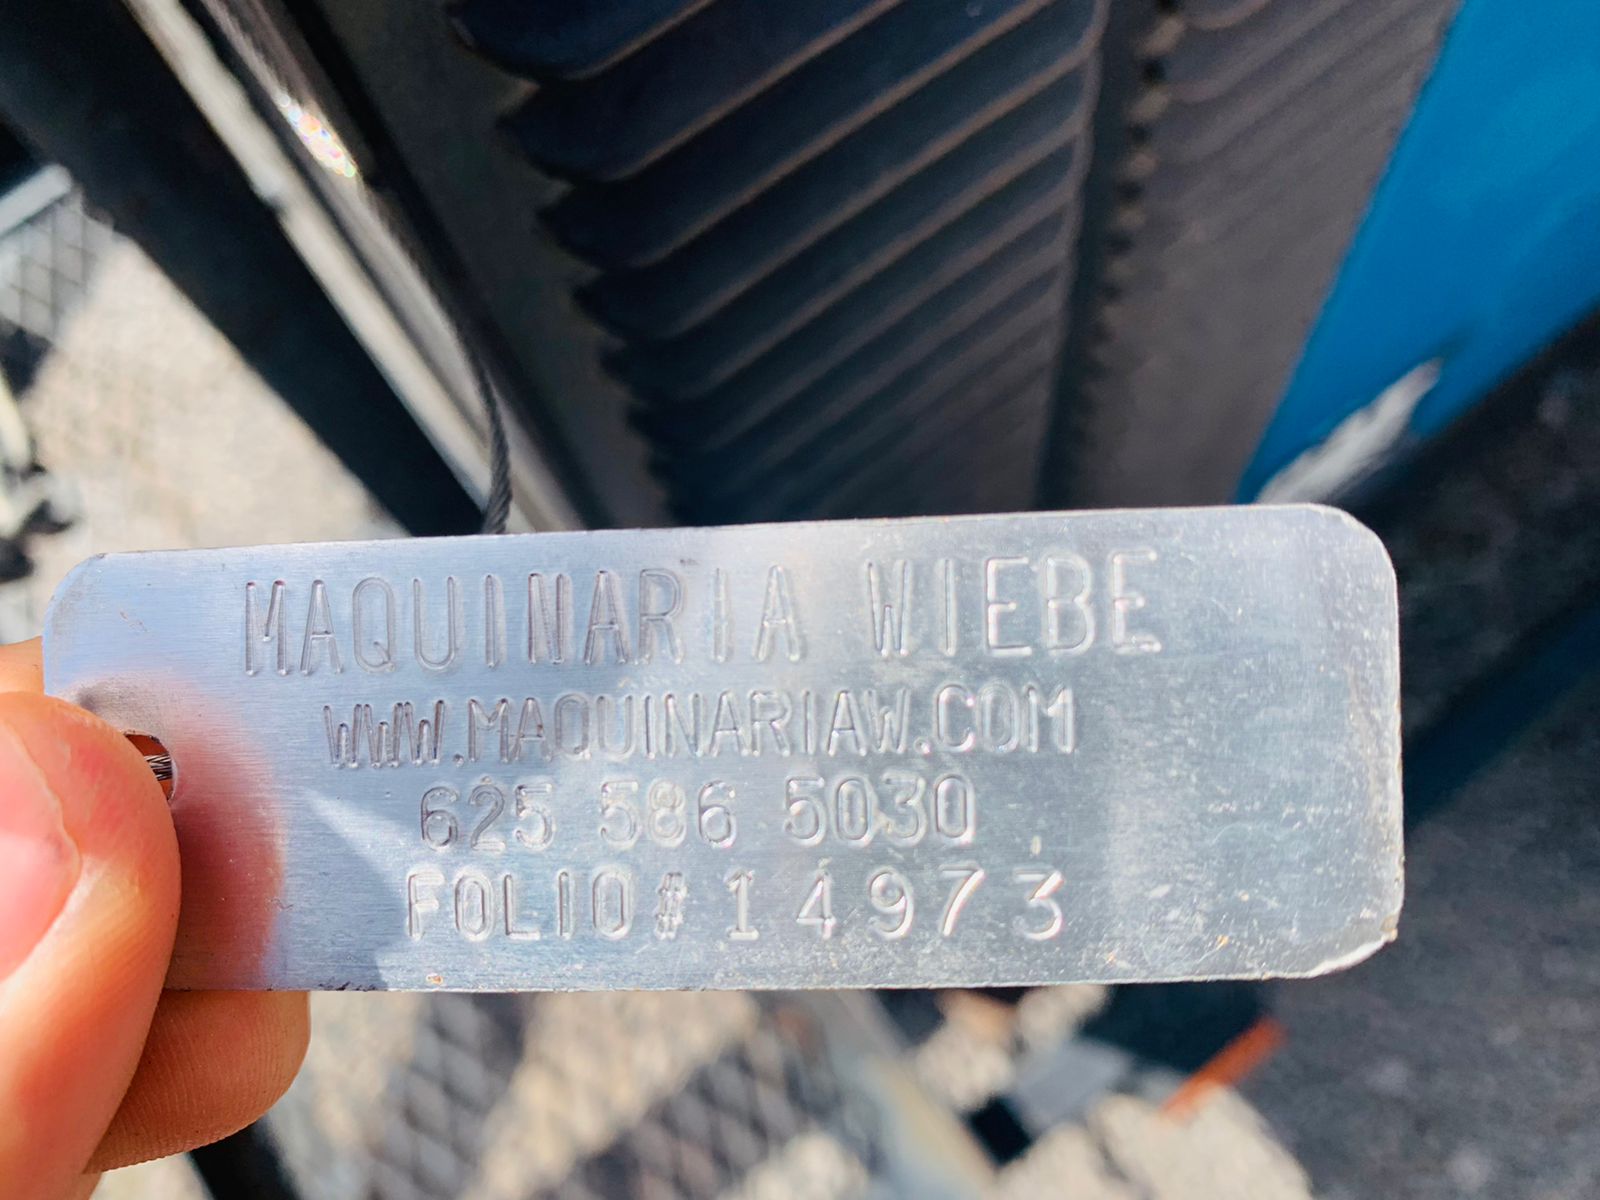 MAQUINARIA WIEBE
WWW.MAQUINARIAW.COM
625 586 5030
FOLIO#14973